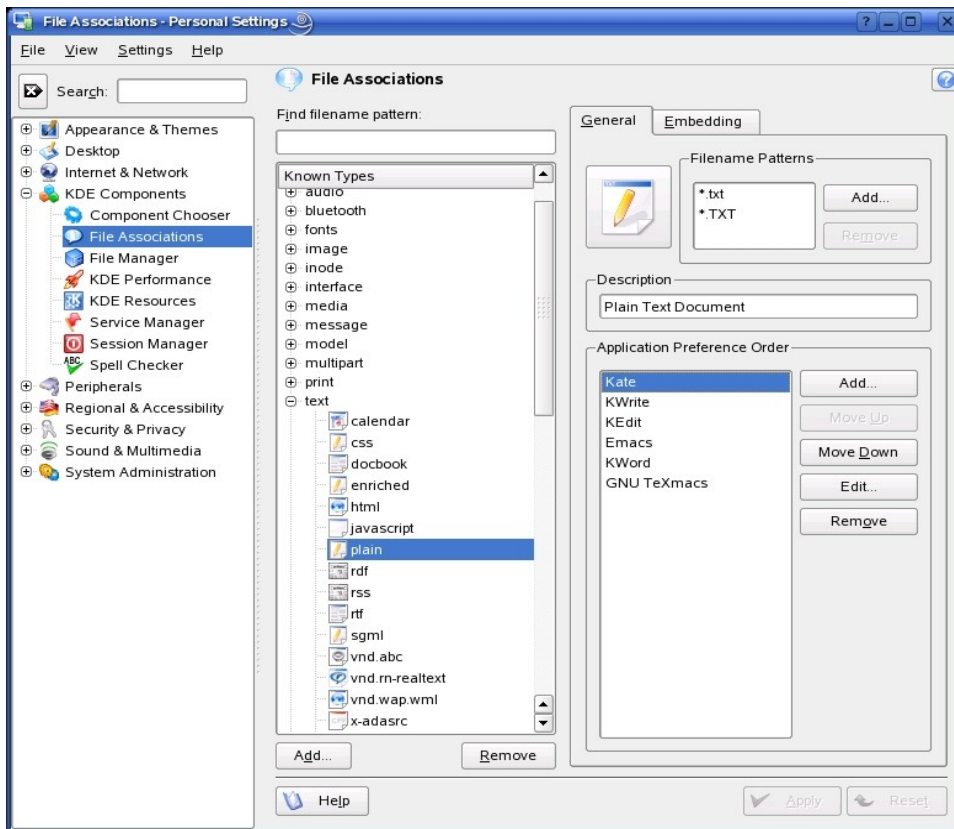 File Associations - Personal Settings
File View Settings Help
Search:
Appearance & Themes
Desktop
Internet & Network
KDE Components
Component Chooser
File Associations
File Manager
KDE Performance
KDE Resources
Service Manager
Session Manager
Spell Checker
Peripherals
Regional & Accessibility
Security & Privacy
Sound & Multimedia
System Administration
File Associations
Find filename pattern:
Known Types
audio
bluetooth
fonts
image
inode
interface
media
message
model
multipart
print
text
calendar
css
docbook
enriched
html
javascript
plain
rdf
rss
rtf
sgml
vnd.abc
vnd.rn-realtext
vnd.wap.wml
x-adasrc
Add...
Remove
General
Embedding
Filename Patterns
*.txt
*.TXT
Add...
Remove
Description
Plain Text Document
Application Preference Order
Kate
KWrite
KEdit
Emacs
KWord
GNU TeXmacs
Add...
Move Up
Move Down
Edit...
Remove
Help
Apply
Reset